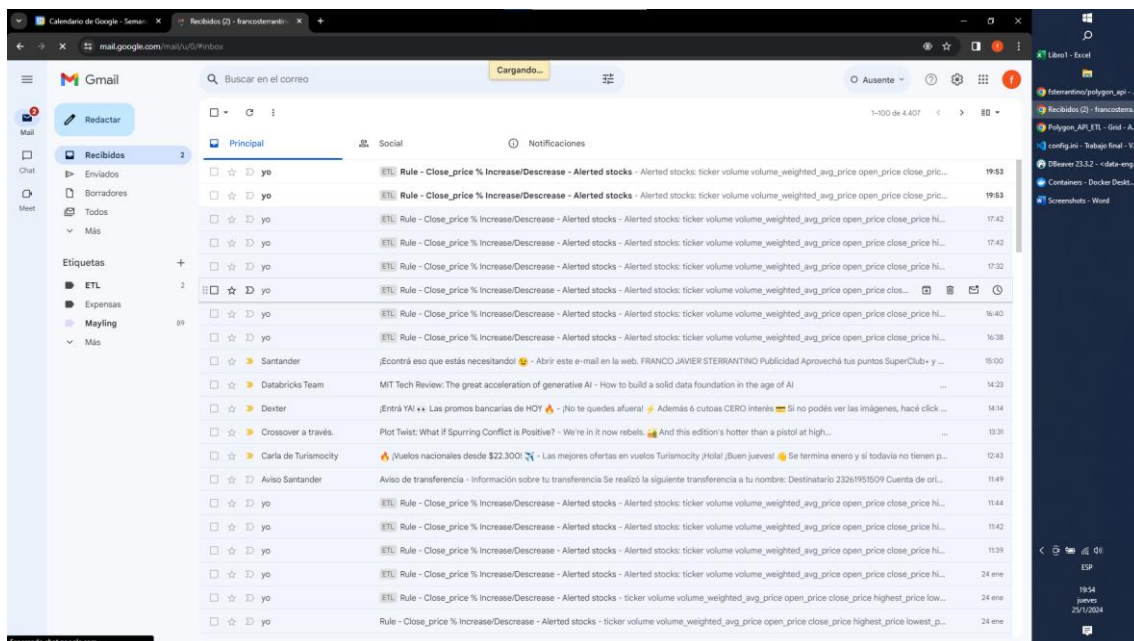 Calendario de Google - Seman
Recibidos (2) - francosterrantin
mail.google.com/mail/u/0/#inbox
Gmail
Buscar en el correo
Cargando...
Ausente
Redactar
1–100 de 4.407
Mail
Chat
Meet
Recibidos 2
Enviados
Borradores
Todos
Más
Etiquetas
ETL 2
Expensas
Mayling 89
Más
Principal Social Notificaciones
yo ETL Rule - Close_price % Increase/Descrease - Alerted stocks - Alerted stocks: ticker volume volume_weighted_avg_price open_price close_pric... 19:53
yo ETL Rule - Close_price % Increase/Descrease - Alerted stocks - Alerted stocks: ticker volume volume_weighted_avg_price open_price close_pric... 19:53
yo ETL Rule - Close_price % Increase/Descrease - Alerted stocks - Alerted stocks: ticker volume volume_weighted_avg_price open_price close_price hi... 17:42
yo ETL Rule - Close_price % Increase/Descrease - Alerted stocks - Alerted stocks: ticker volume volume_weighted_avg_price open_price close_price hi... 17:42
yo ETL Rule - Close_price % Increase/Descrease - Alerted stocks - Alerted stocks: ticker volume volume_weighted_avg_price open_price close_price hi... 17:32
yo ETL Rule - Close_price % Increase/Descrease - Alerted stocks - Alerted stocks: ticker volume volume_weighted_avg_price open_price clos...
yo ETL Rule - Close_price % Increase/Descrease - Alerted stocks - Alerted stocks: ticker volume volume_weighted_avg_price open_price close_price hi... 16:40
yo ETL Rule - Close_price % Increase/Descrease - Alerted stocks - Alerted stocks: ticker volume volume_weighted_avg_price open_price close_price hi... 16:38
Santander ¡Econtrá eso que estás necesitando! 😉 - Abrir este e-mail en la web. FRANCO JAVIER STERRANTINO Publicidad Aprovechá tus puntos SuperClub+ y ... 15:00
Databricks Team MIT Tech Review: The great acceleration of generative AI - How to build a solid data foundation in the age of AI ... 14:23
Dexter ¡Entrá YA! 👀 Las promos bancarias de HOY 🔥 - ¡No te quedes afuera! ⚡ Además 6 cutoas CERO interés 💳 Si no podés ver las imágenes, hacé click ... 14:14
Crossover a través. Plot Twist: What if Spurring Conflict is Positive? - We're in it now rebels. And this edition's hotter than a pistol at high... ... 13:31
Carla de Turismocity 🔥 ¡Vuelos nacionales desde $22.300! ✈️ - Las mejores ofertas en vuelos Turismocity ¡Hola! ¡Buen jueves! 👋 Se termina enero y si todavía no tienen p... 12:43
Aviso Santander Aviso de transferencia - Información sobre tu transferencia Se realizó la siguiente transferencia a tu nombre: Destinatario 23261951509 Cuenta de ori... 11:49
yo ETL Rule - Close_price % Increase/Descrease - Alerted stocks - Alerted stocks: ticker volume volume_weighted_avg_price open_price close_price hi... 11:44
yo ETL Rule - Close_price % Increase/Descrease - Alerted stocks - Alerted stocks: ticker volume volume_weighted_avg_price open_price close_price hi... 11:42
yo ETL Rule - Close_price % Increase/Descrease - Alerted stocks - Alerted stocks: ticker volume volume_weighted_avg_price open_price close_price hi... 11:39
yo ETL Rule - Close_price % Increase/Descrease - Alerted stocks - Alerted stocks: ticker volume volume_weighted_avg_price open_price close_price hi... 24 ene
yo ETL Rule - Close_price % Increase/Descrease - Alerted stocks - ticker volume volume_weighted_avg_price open_price close_price highest_price low... 24 ene
yo Rule - Close_price % Increase/Descrease - Alerted stocks - ticker volume volume_weighted_avg_price open_price close_price highest_price lowest_p... 24 ene
Libro1 - Excel
fsterrantino/polygon_api - 
Recibidos (2) - francosterra...
Polygon_API_ETL - Grid - A...
config.ini - Trabajo final - V...
DBeaver 23.3.2 - <data-eng...
Containers - Docker Deskt...
Screenshots - Word
ESP
19:54
jueves
25/1/2024